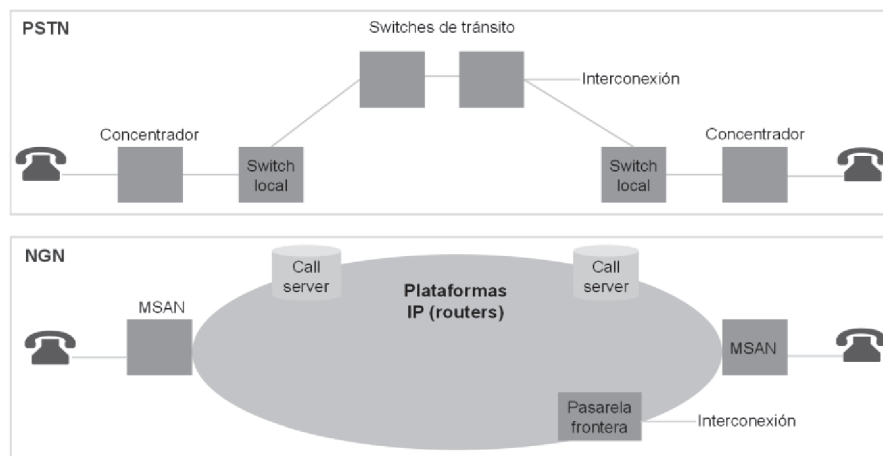 PSTN
Switches de tránsito
Interconexión
Concentrador
Concentrador
Switch
local
Switch
local
NGN
Call
server
Call
server
Plataformas
IP (routers)
MSAN
MSAN
Pasarela
frontera
Interconexión